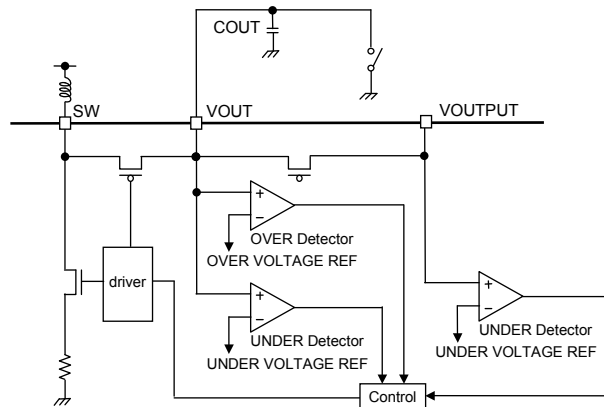 COUT
SW
VOUT
VOUTPUT
+
−
OVER Detector
OVER VOLTAGE REF
driver
+
−
UNDER Detector
UNDER VOLTAGE REF
+
−
UNDER Detector
UNDER VOLTAGE REF
Control